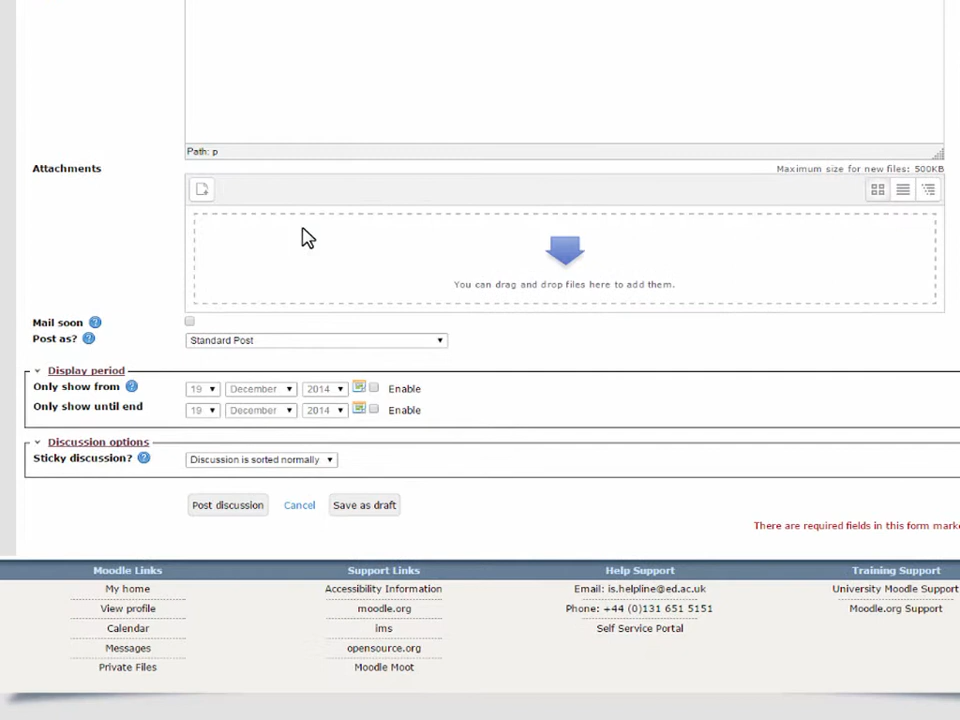 Path: p
Attachments
Maximum size for new files: 500KB
You can drag and drop files here to add them.
Mail soon
Post as?
Standard Post
Display period
Only show from
19 December 2014 Enable
Only show until end
19 December 2014 Enable
Discussion options
Sticky discussion?
Discussion is sorted normally
Post discussion Cancel Save as draft
There are required fields in this form marke
Moodle Links
My home
View profile
Calendar
Messages
Private Files
Support Links
Accessibility Information
moodle.org
ims
opensource.org
Moodle Moot
Help Support
Email: is.helpline@ed.ac.uk
Phone: +44 (0)131 651 5151
Self Service Portal
Training Support
University Moodle Support
Moodle.org Support